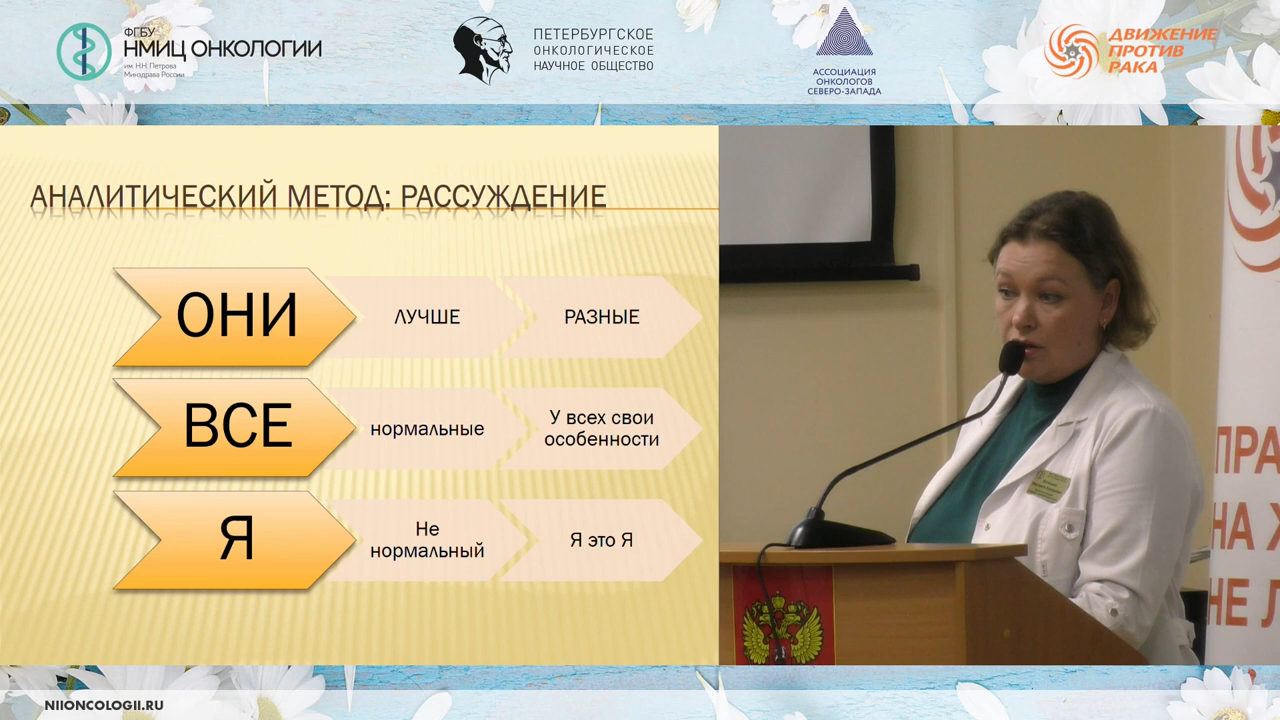 ФГБУ
НМИЦ ОНКОЛОГИИ
им. Н.Н. Петрова
Минздрава России
ПЕТЕРБУРГСКОЕ
ОНКОЛОГИЧЕСКОЕ
НАУЧНОЕ ОБЩЕСТВО
АССОЦИАЦИЯ
ОНКОЛОГОВ
СЕВЕРО-ЗАПАДА
ДВИЖЕНИЕ
ПРОТИВ
РАКА
АНАЛИТИЧЕСКИЙ МЕТОД: РАССУЖДЕНИЕ
ОНИ
ЛУЧШЕ
РАЗНЫЕ
ВСЕ
нормальные
У всех свои
особенности
Я
Не
нормальный
Я это Я
ПРА
НА Ж
НЕ Л
NIIONCOLOGII.RU